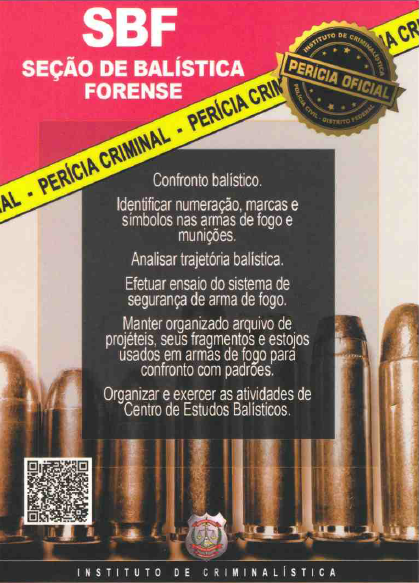 SBF
SEÇÃO DE BALÍSTICA
FORENSE
INSTITUTO DE CRIMINALÍSTICA
PERÍCIA OFICIAL
POLÍCIA CIVIL - DISTRITO FEDERAL
AL - PERÍCIA CRIMINAL - PERÍCIA CRIM
IA CR
Confronto balístico.
Identificar numeração, marcas e
símbolos nas armas de fogo e
munições.
Analisar trajetória balística.
Efetuar ensaio do sistema de
segurança de arma de fogo.
Manter organizado arquivo de
projéteis, seus fragmentos e estojos
usados em armas de fogo para
confronto com padrões.
Organizar e exercer as atividades de
Centro de Estudos Balísticos.
INSTITUTO DE CRIMINALÍSTICA